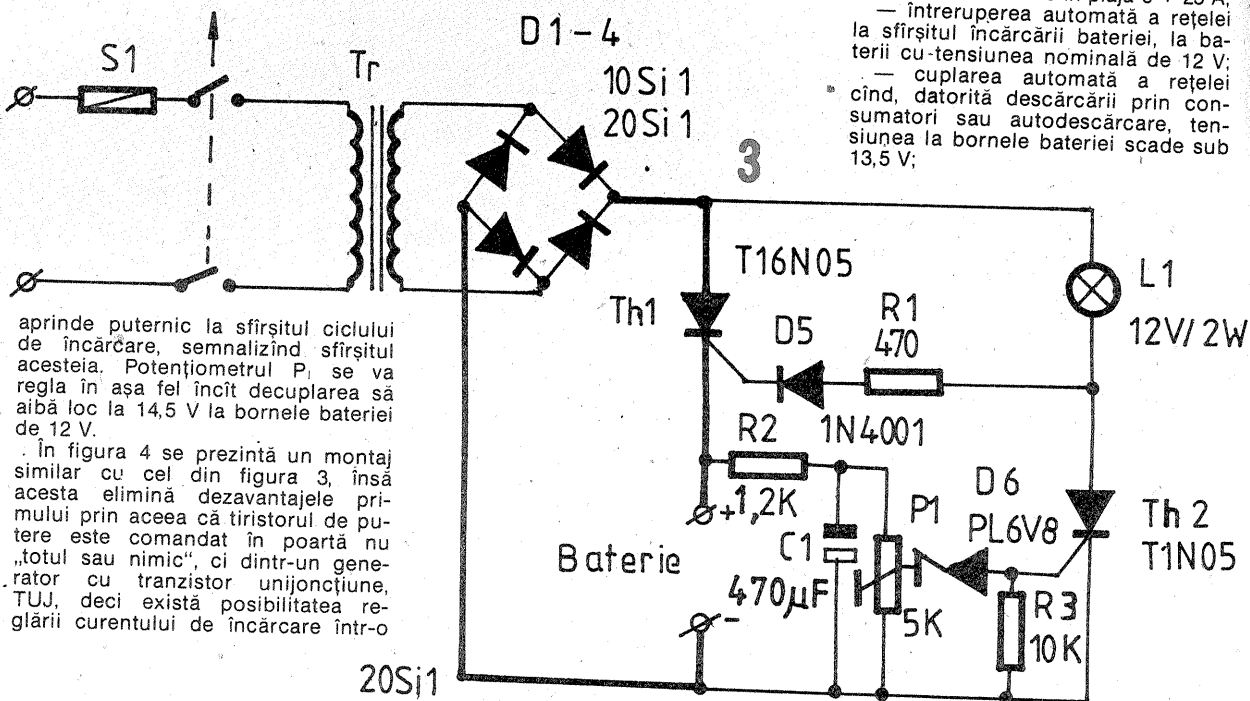 S1
Tr
D1-4
10Si1
20Si1
3
— întreruperea automată a rețelei
la sfîrșitul încărcării bateriei, la ba-
terii cu tensiunea nominală de 12 V;
— cuplarea automată a rețelei
cînd, datorită descărcării prin con-
sumatori sau autodescărcare, ten-
siunea la bornele bateriei scade sub
13,5 V;
aprinde puternic la sfîrșitul ciclului
de încărcare, semnalizînd sfîrșitul
acesteia. Potențiometrul P₁ se va
regla în așa fel încît decuplarea să
aibă loc la 14,5 V la bornele bateriei
de 12 V.
În figura 4 se prezintă un montaj
similar cu cel din figura 3, însă
acesta elimină dezavantajele pri-
mului prin aceea că tiristorul de pu-
tere este comandat în poartă nu
„totul sau nimic“, ci dintr-un gene-
rator cu tranzistor unijoncțiune,
TUJ, deci există posibilitatea re-
glării curentului de încărcare într-o
T16N05
Th1
D5
1N4001
R1
470
L1
12V/2W
R2
1,2K
+
Baterie
-
C1
470µF
P1
5K
D6
PL6V8
R3
10K
Th2
T1N05
20Si1